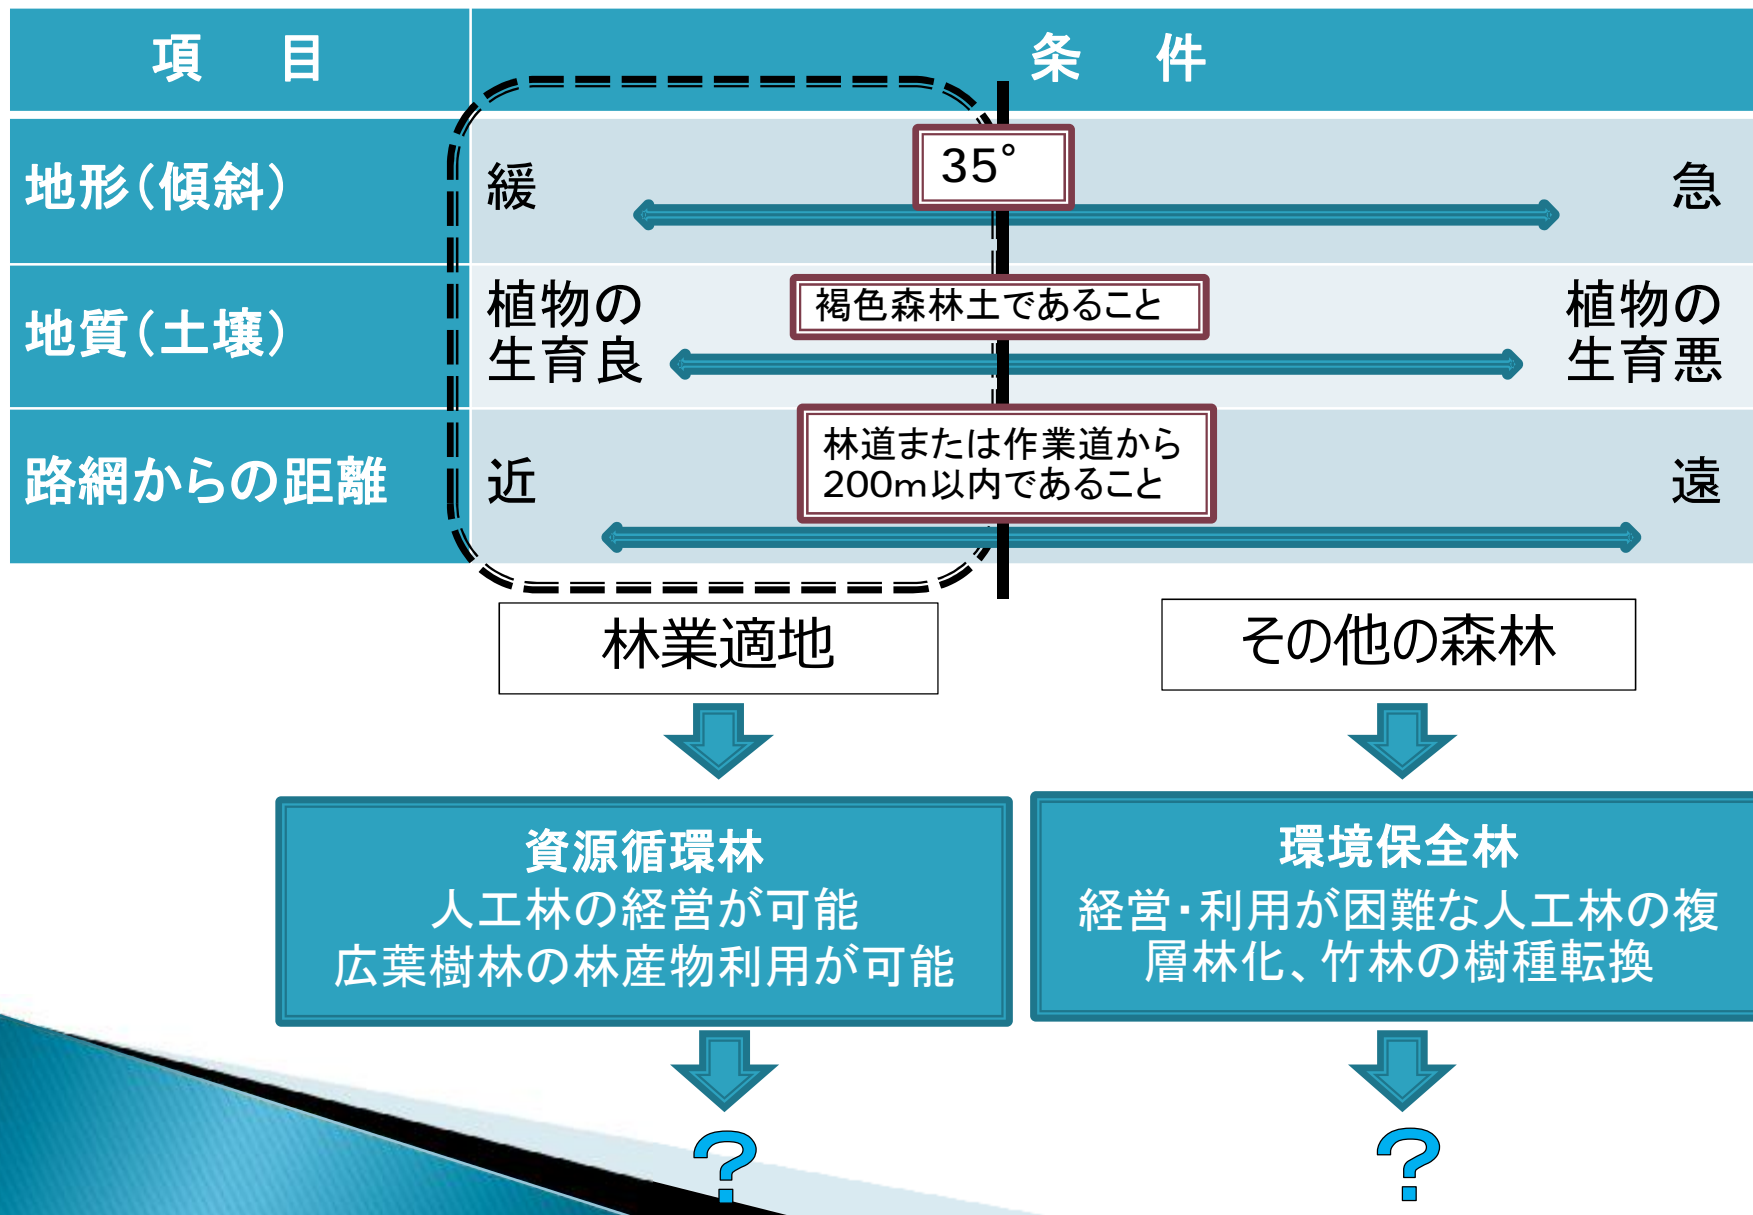 項　目
条　件
地形(傾斜)
緩
35°
急
地質(土壌)
植物の
生育良
褐色森林土であること
植物の
生育悪
路網からの距離
近
林道または作業道から
200m以内であること
遠
林業適地
その他の森林
資源循環林
人工林の経営が可能
広葉樹林の林産物利用が可能
環境保全林
経営・利用が困難な人工林の複
層林化、竹林の樹種転換
?
?